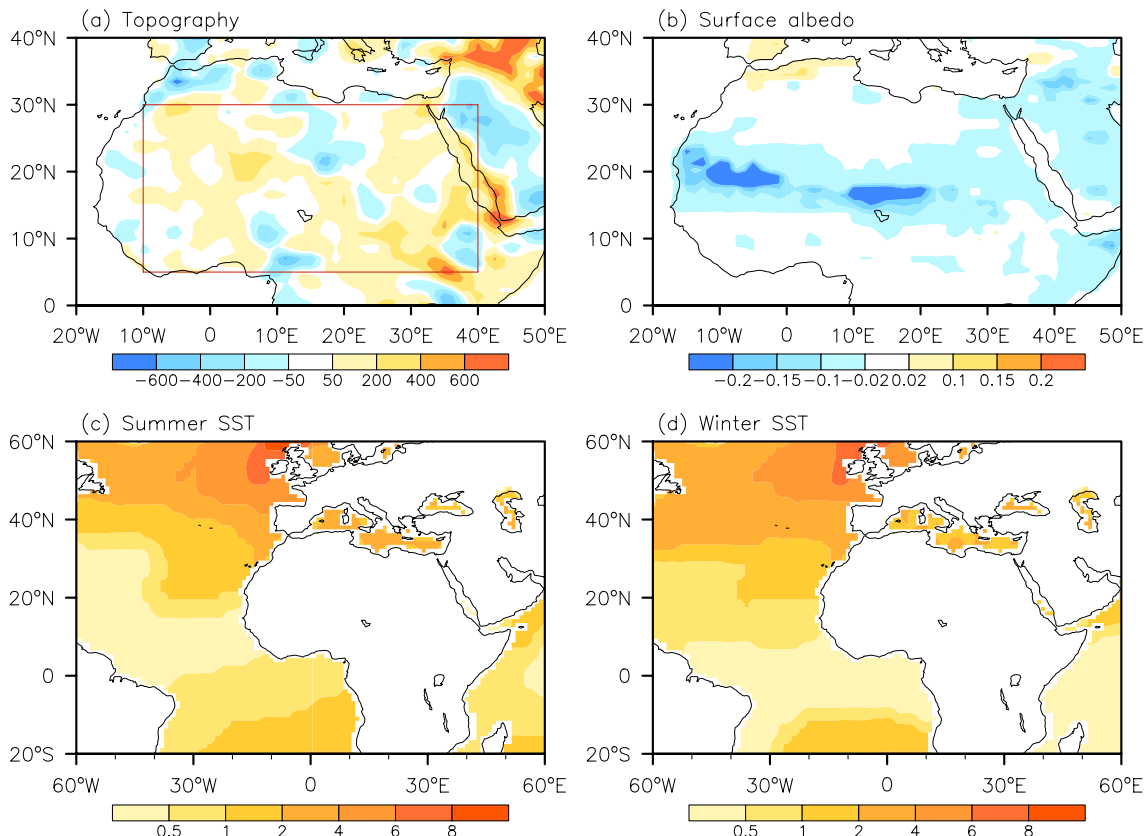 (a) Topography
(b) Surface albedo
40°N
30°N
20°N
10°N
0
20°W 10°W 0 10°E 20°E 30°E 40°E 50°E
−600−400−200 −50 50 200 400 600
40°N
30°N
20°N
10°N
0
20°W 10°W 0 10°E 20°E 30°E 40°E 50°E
−0.2−0.15−0.1−0.02 0.02 0.1 0.15 0.2
(c) Summer SST
(d) Winter SST
60°N
40°N
20°N
0
20°S
60°W 30°W 0 30°E 60°E
0.5 1 2 4 6 8
60°N
40°N
20°N
0
20°S
60°W 30°W 0 30°E 60°E
0.5 1 2 4 6 8